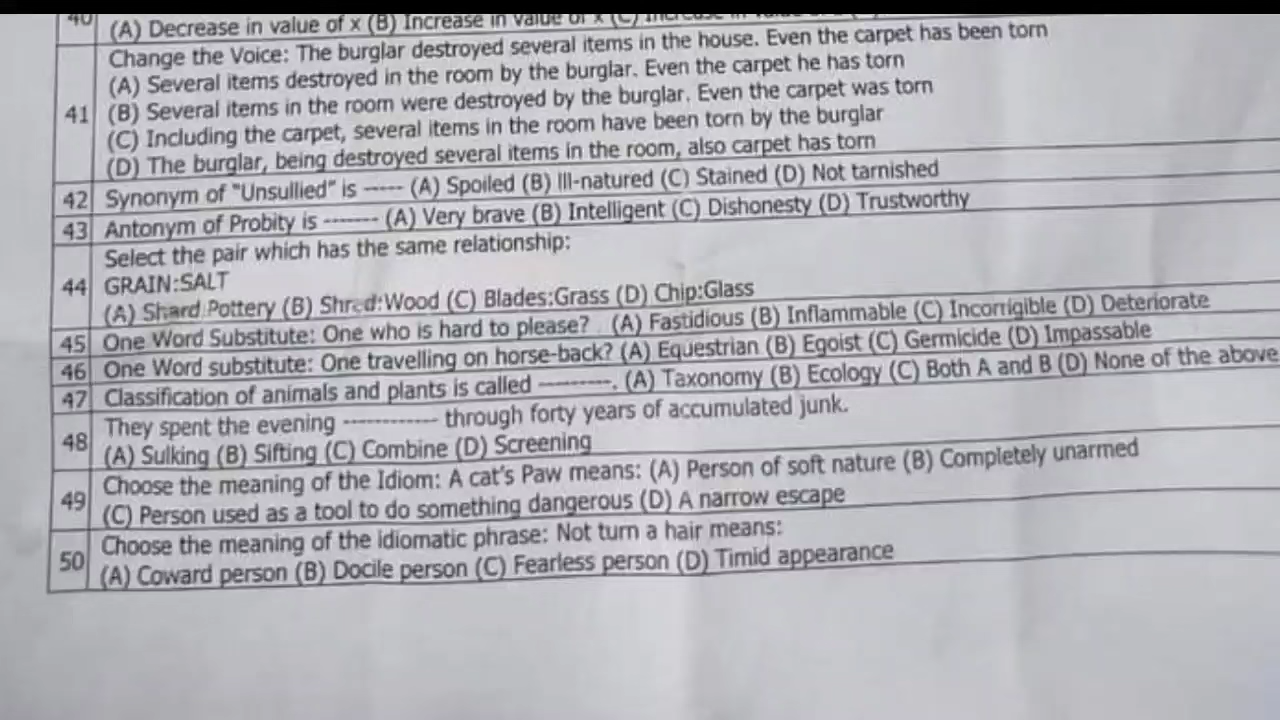 40 (A) Decrease in value of x (B) Increase in value of x (C) Increase in value of
Change the Voice: The burglar destroyed several items in the house. Even the carpet has been torn
(A) Several items destroyed in the room by the burglar. Even the carpet he has torn
41 (B) Several items in the room were destroyed by the burglar. Even the carpet was torn
(C) Including the carpet, several items in the room have been torn by the burglar
(D) The burglar, being destroyed several items in the room, also carpet has torn
42 Synonym of "Unsullied" is ----- (A) Spoiled (B) Ill-natured (C) Stained (D) Not tarnished
43 Antonym of Probity is ------- (A) Very brave (B) Intelligent (C) Dishonesty (D) Trustworthy
Select the pair which has the same relationship:
44 GRAIN:SALT
(A) Shard Pottery (B) Shred:Wood (C) Blades:Grass (D) Chip:Glass
45 One Word Substitute: One who is hard to please? (A) Fastidious (B) Inflammable (C) Incorrigible (D) Deteriorate
46 One Word substitute: One travelling on horse-back? (A) Equestrian (B) Egoist (C) Germicide (D) Impassable
47 Classification of animals and plants is called ---------. (A) Taxonomy (B) Ecology (C) Both A and B (D) None of the above
They spent the evening ------------ through forty years of accumulated junk.
48 (A) Sulking (B) Sifting (C) Combine (D) Screening
Choose the meaning of the Idiom: A cat's Paw means: (A) Person of soft nature (B) Completely unarmed
49 (C) Person used as a tool to do something dangerous (D) A narrow escape
Choose the meaning of the idiomatic phrase: Not turn a hair means:
50 (A) Coward person (B) Docile person (C) Fearless person (D) Timid appearance